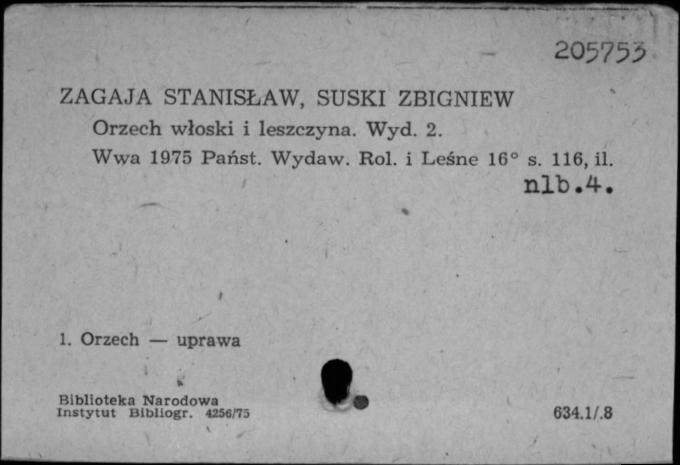 205753
ZAGAJA STANISŁAW, SUSKI ZBIGNIEW
Orzech włoski i leszczyna. Wyd. 2.
Wwa 1975 Państ. Wydaw. Rol. i Leśne 16° s. 116, il.
nlb.4.
1. Orzech — uprawa
Biblioteka Narodowa
Instytut Bibliogr. 4256/75
634.1/.8